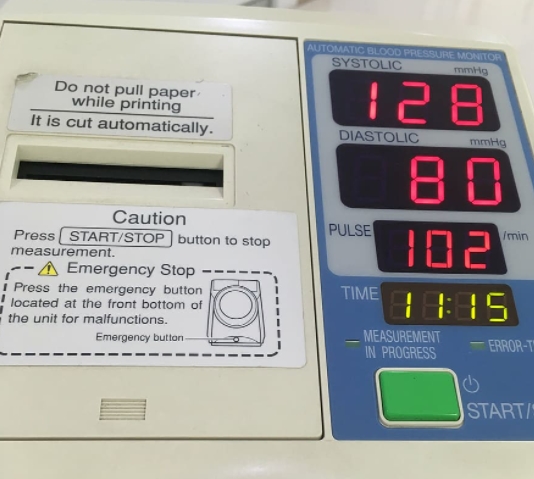 Do not pull paper
while printing
It is cut automatically.
Caution
Press START/STOP button to stop
measurement.
Emergency Stop
Press the emergency button
located at the front bottom of
the unit for malfunctions.
Emergency button
AUTOMATIC BLOOD PRESSURE MONITOR
SYSTOLIC mmHg
128
DIASTOLIC mmHg
80
PULSE 102 /min
TIME 11:15
MEASUREMENT
IN PROGRESS
ERROR-T
START/S